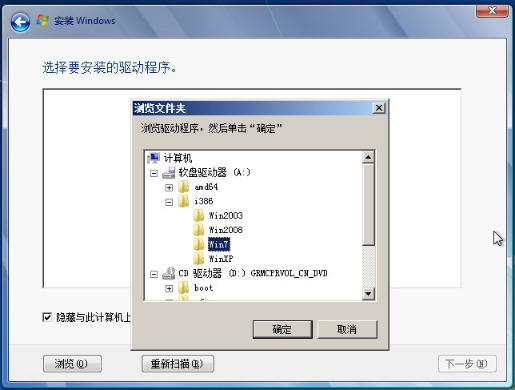 安装 Windows
选择要安装的驱动程序。
浏览文件夹
浏览驱动程序，然后单击“确定”
计算机
软盘驱动器 (A:)
amd64
i386
Win2003
Win2008
Win7
WinXP
CD 驱动器 (D:) GRMCPRVOL_CN_DVD
boot
隐藏与此计算机上
确定
取消
浏览(O)
重新扫描(R)
下一步(N)